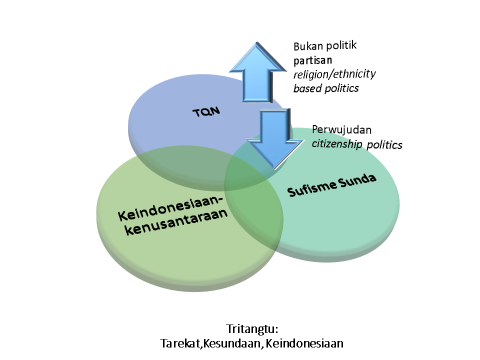 Bukan politik
partisan
religion/ethnicity
based politics
TQN
Perwujudan
citizenship politics
Sufisme Sunda
Keindonesiaan-
kenusantaraan
Tritangtu:
Tarekat,Kesundaan, Keindonesiaan